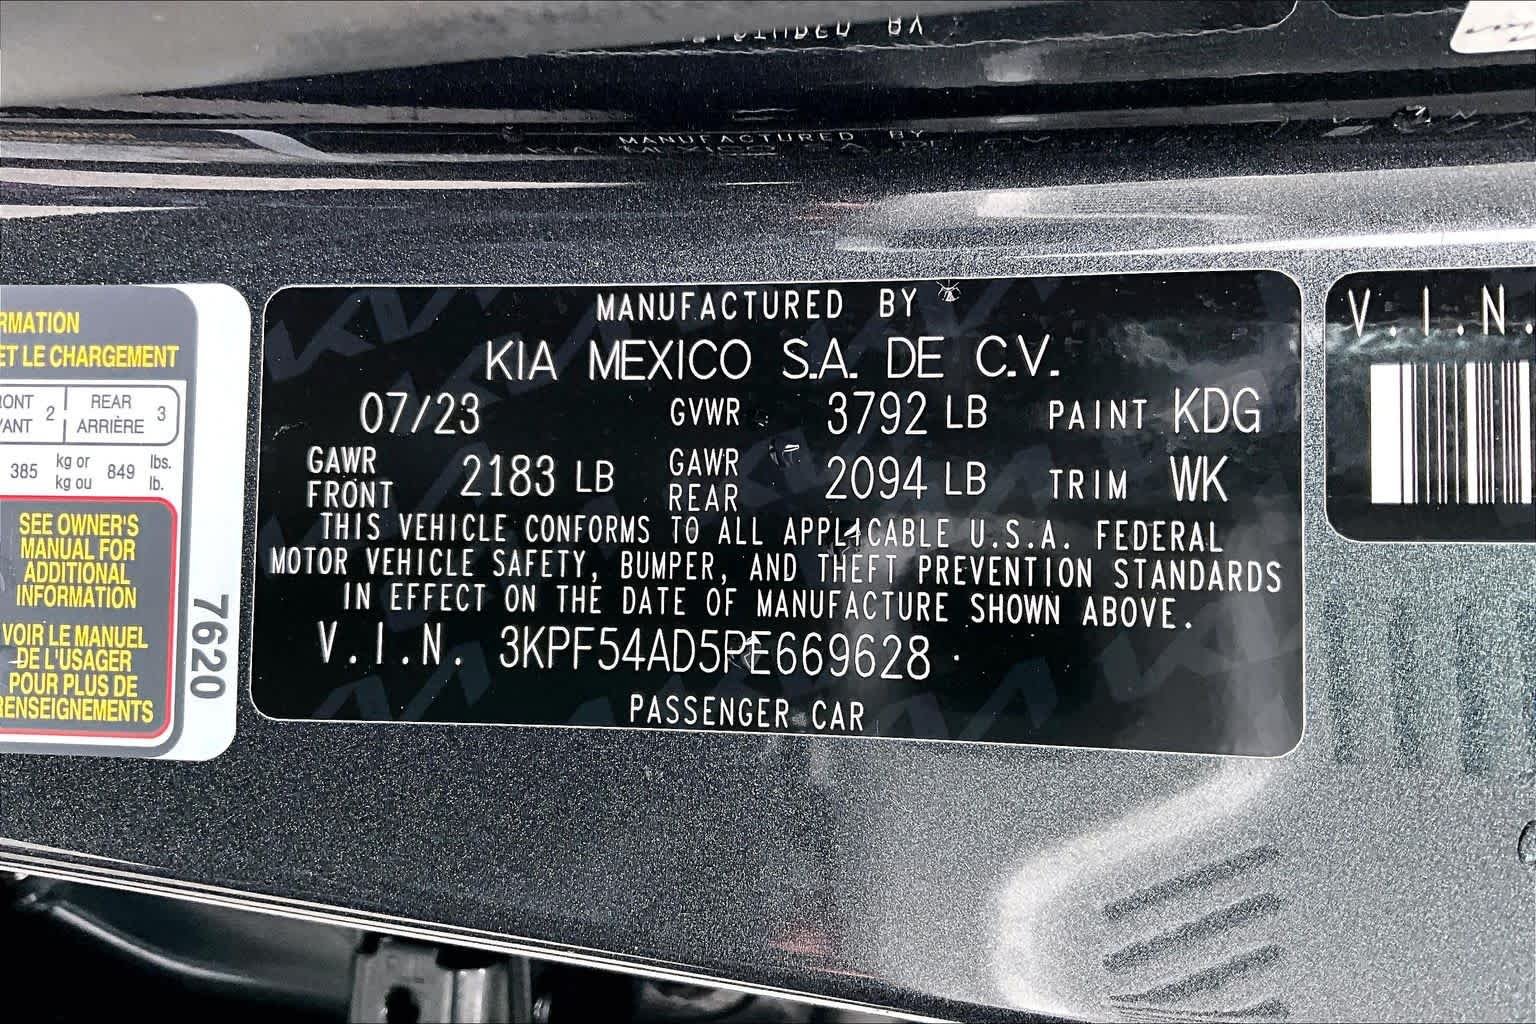 RMATION
ET LE CHARGEMENT
2
REAR
ARRIÈRE 3
385 kg or
kg ou 849 lbs.
lb.
SEE OWNER'S
MANUAL FOR
ADDITIONAL
INFORMATION
VOIR LE MANUEL
DE L'USAGER
POUR PLUS DE
RENSEIGNEMENTS
7620
MANUFACTURED BY
KIA MEXICO S.A. DE C.V.
07/23 GVWR 3792 LB PAINT KDG
GAWR
FRONT 2183 LB GAWR
REAR 2094 LB TRIM WK
THIS VEHICLE CONFORMS TO ALL APPLICABLE U.S.A. FEDERAL
MOTOR VEHICLE SAFETY, BUMPER, AND THEFT PREVENTION STANDARDS
IN EFFECT ON THE DATE OF MANUFACTURE SHOWN ABOVE.
V.I.N. 3KPF54AD5PE669628
PASSENGER CAR
V.I.N.